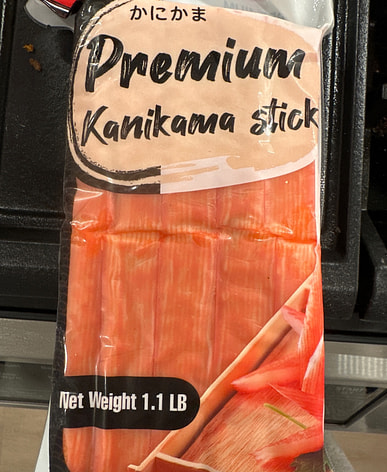 かにかま
Premium
Kanikama stick
Net Weight 1.1 LB